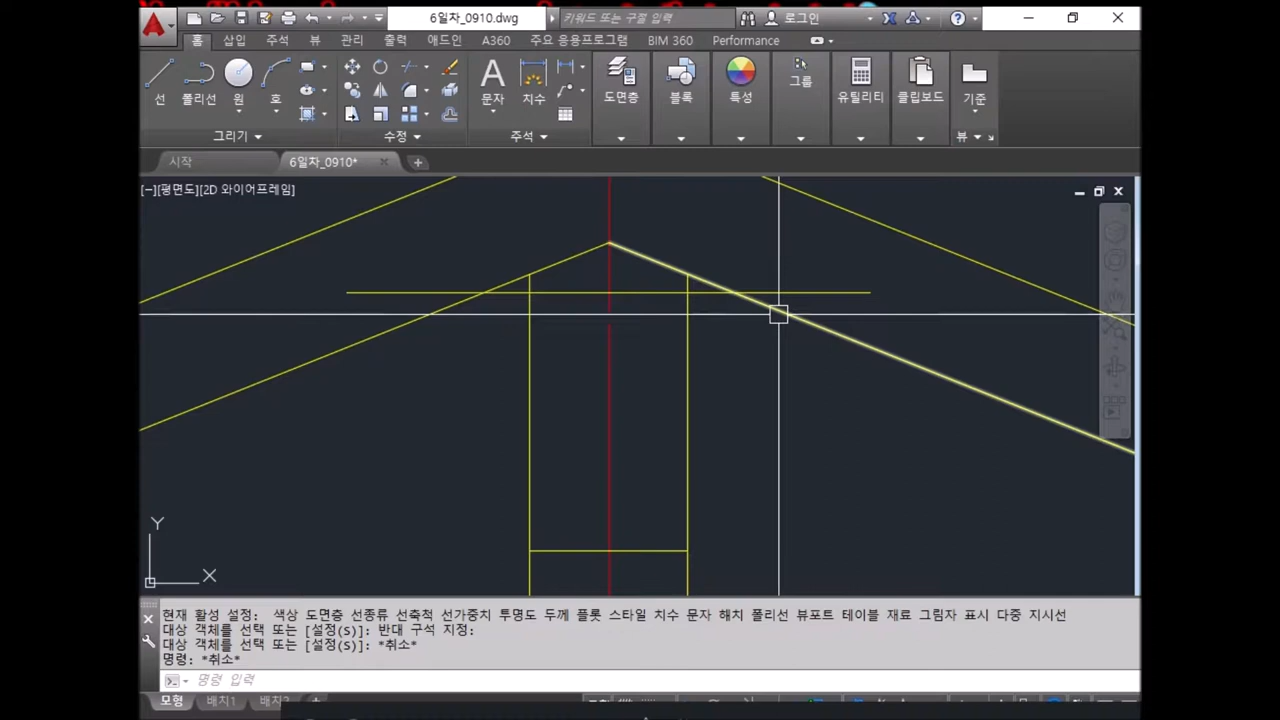 6일차_0910.dwg
키워드 또는 구절 입력
로그인
홈 삽입 주석 뷰 관리 출력 애드인 A360 주요 응용프로그램 BIM 360 Performance
선 폴리선 원 호 문자 치수 도면층 블록 특성 그룹 유틸리티 클립보드 기준
그리기 수정 주석 뷰
시작 6일차_0910*
[−][평면도][2D 와이어프레임]
Y
X
현재 활성 설정: 색상 도면층 선종류 선축척 선가중치 투명도 두께 플롯 스타일 치수 문자 해치 폴리선 뷰포트 테이블 재료 그림자 표시 다중 지시선
대상 객체를 선택 또는 [설정(S)]: 반대 구석 지정:
대상 객체를 선택 또는 [설정(S)]: *취소*
명령: *취소*
명령 입력
모형 배치1 배치2